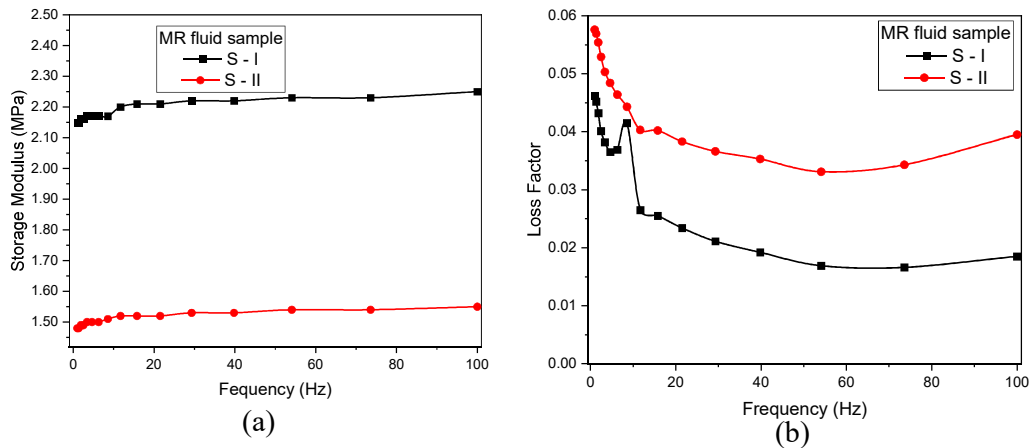 2.50
2.40
2.30
2.20
2.10
2.00
1.90
1.80
1.70
1.60
1.50
Storage Modulus (MPa)
MR fluid sample
S - I
S - II
0 20 40 60 80 100
Fequency (Hz)
(a)
0.06
0.05
0.04
0.03
0.02
0.01
0.00
Loss Factor
MR fluid sample
S - I
S - II
0 20 40 60 80 100
Frequency (Hz)
(b)